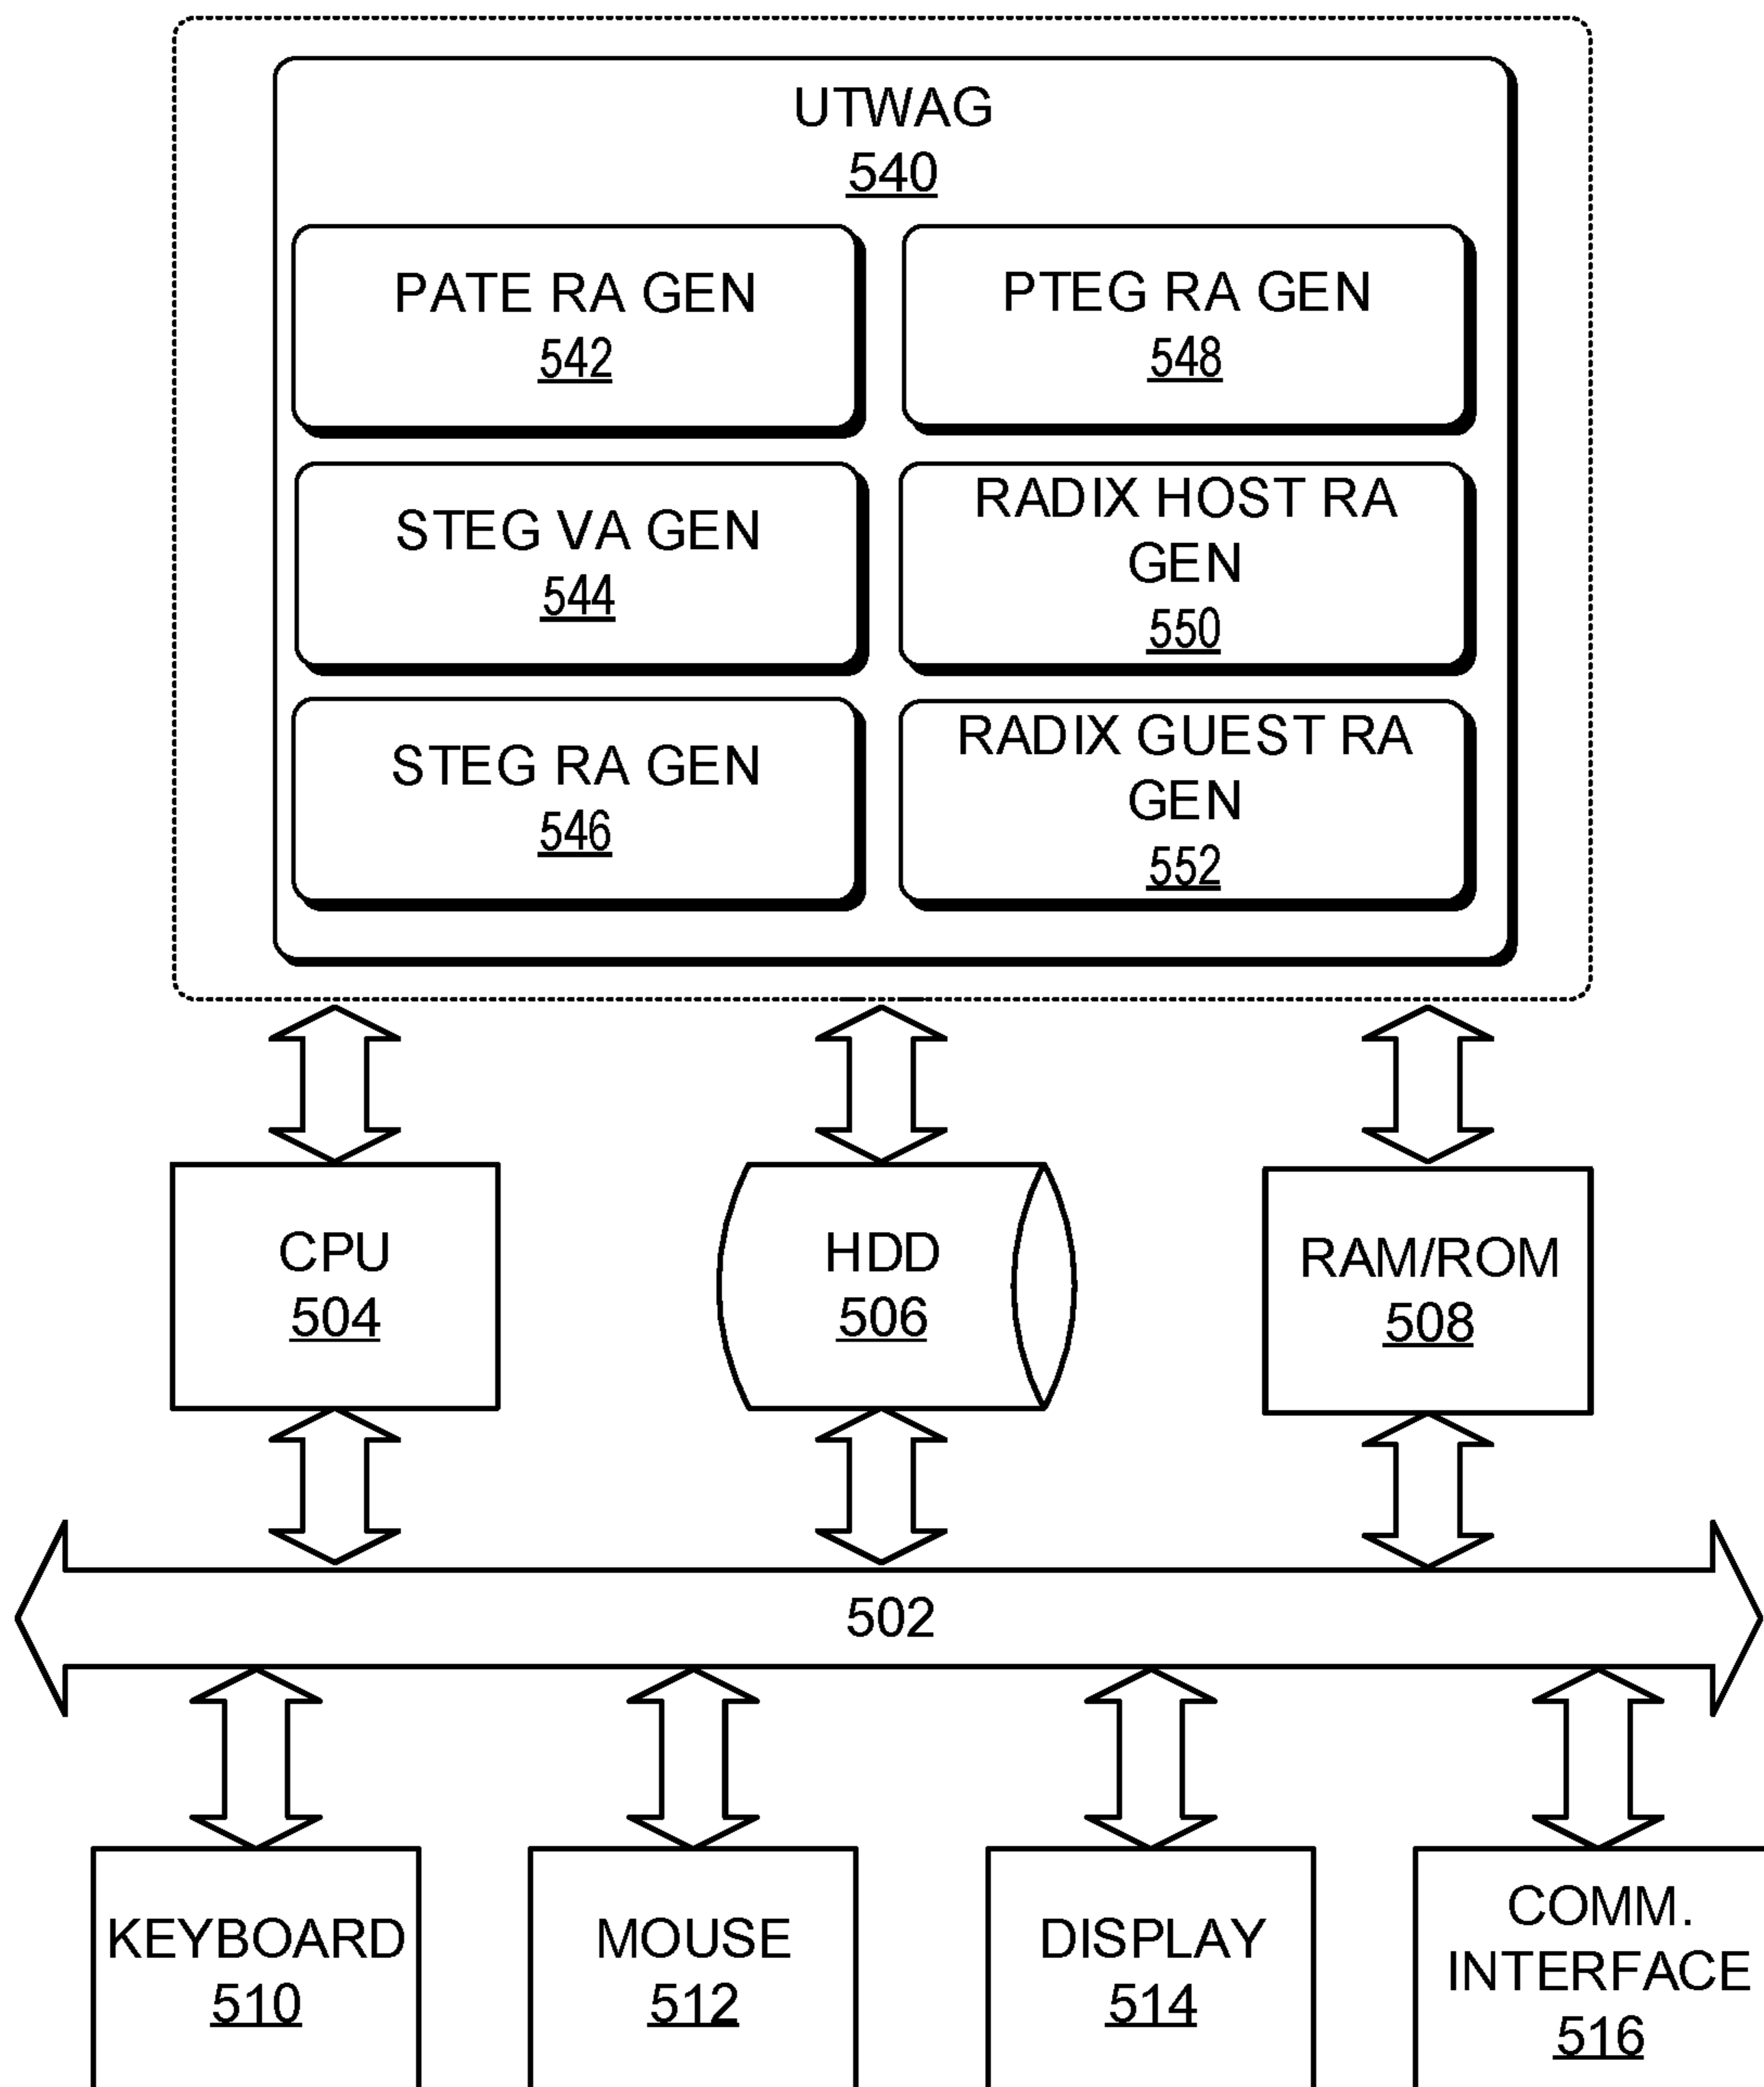 UTWAG
540
PATE RA GEN
542
PTEG RA GEN
548
STEG VA GEN
544
RADIX HOST RA
GEN
550
STEG RA GEN
546
RADIX GUEST RA
GEN
552
CPU
504
HDD
506
RAM/ROM
508
502
KEYBOARD
510
MOUSE
512
DISPLAY
514
COMM.
INTERFACE
516